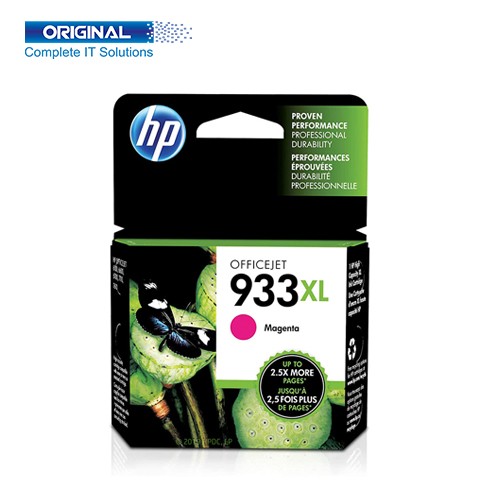 ORIGINAL
Complete IT Solutions
hp
PROVEN
PERFORMANCE
PROFESSIONAL
DURABILITY
PERFORMANCES
ÉPROUVÉES
DURABILITÉ
PROFESSIONNELLE
OFFICEJET
933XL
Magenta
UP TO
2.5X MORE
PAGES
JUSQU'À
2,5 FOIS PLUS
DE PAGES